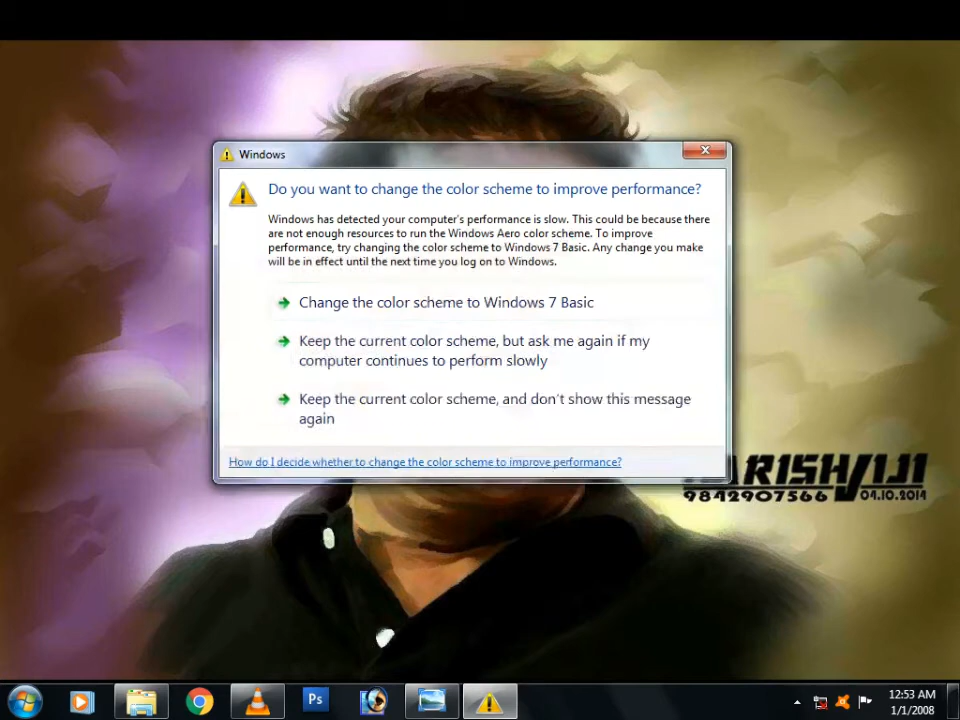 Windows
Do you want to change the color scheme to improve performance?
Windows has detected your computer's performance is slow. This could be because there
are not enough resources to run the Windows Aero color scheme. To improve
performance, try changing the color scheme to Windows 7 Basic. Any change you make
will be in effect until the next time you log on to Windows.
Change the color scheme to Windows 7 Basic
Keep the current color scheme, but ask me again if my
computer continues to perform slowly
Keep the current color scheme, and don't show this message
again
How do I decide whether to change the color scheme to improve performance?
9842907566
04.10.2014
Ps
12:53 AM
1/1/2008